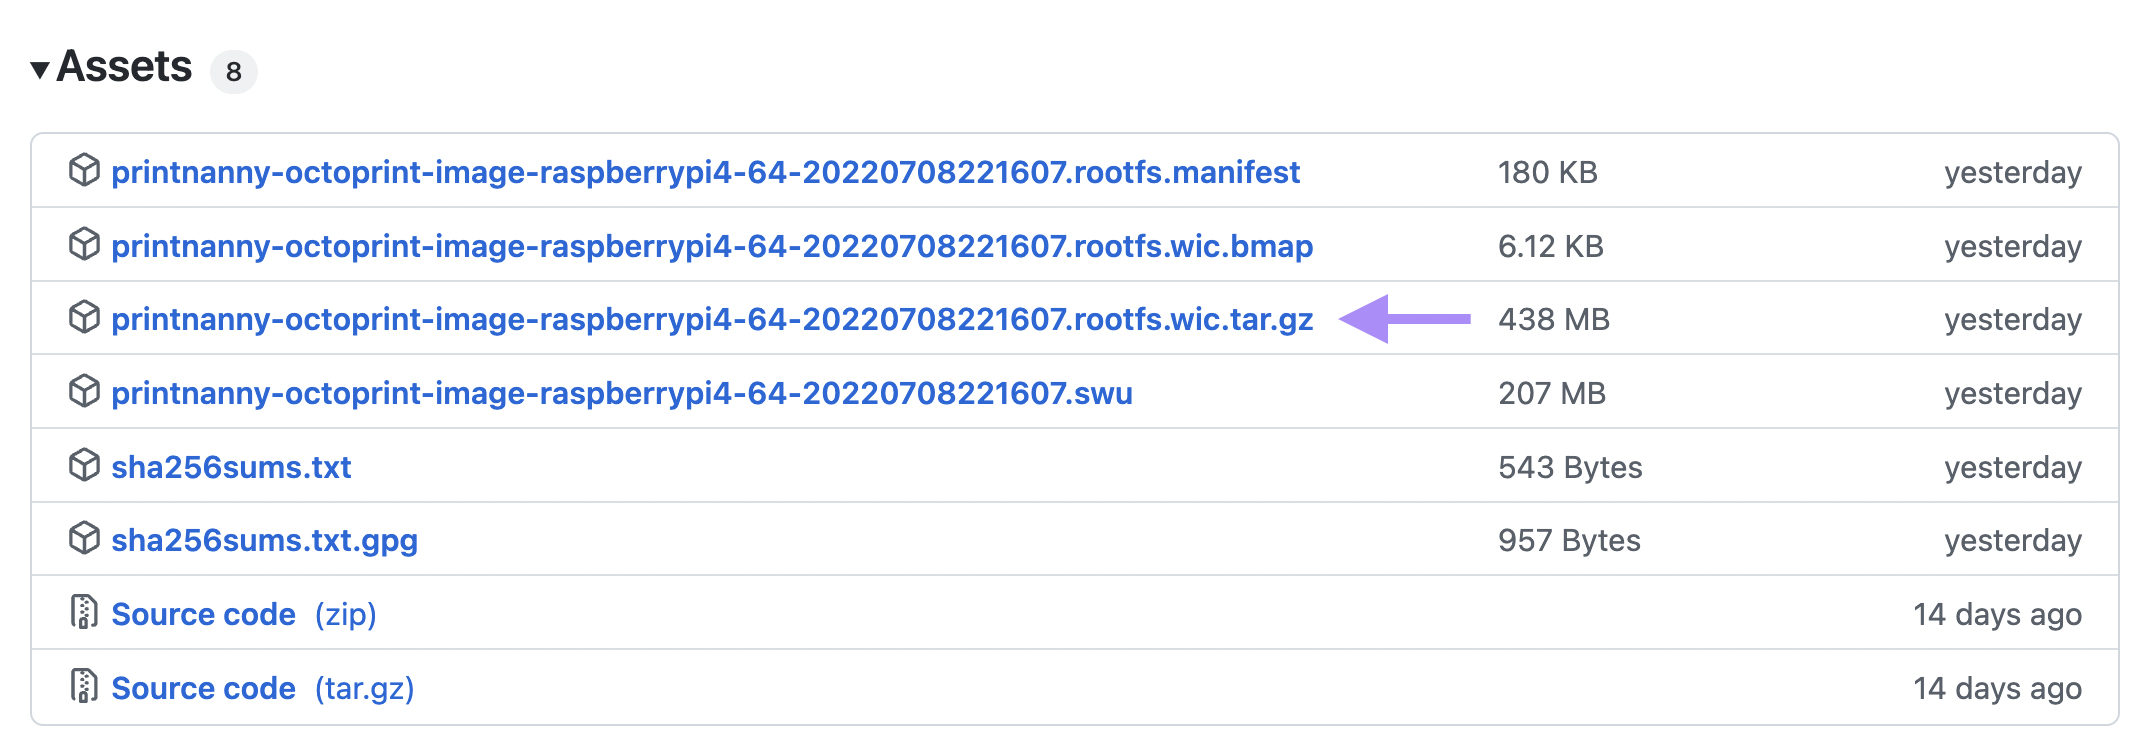 ▼ Assets 8
printnanny-octoprint-image-raspberrypi4-64-20220708221607.rootfs.manifest 180 KB yesterday
printnanny-octoprint-image-raspberrypi4-64-20220708221607.rootfs.wic.bmap 6.12 KB yesterday
printnanny-octoprint-image-raspberrypi4-64-20220708221607.rootfs.wic.tar.gz 438 MB yesterday
printnanny-octoprint-image-raspberrypi4-64-20220708221607.swu 207 MB yesterday
sha256sums.txt 543 Bytes yesterday
sha256sums.txt.gpg 957 Bytes yesterday
Source code (zip) 14 days ago
Source code (tar.gz) 14 days ago